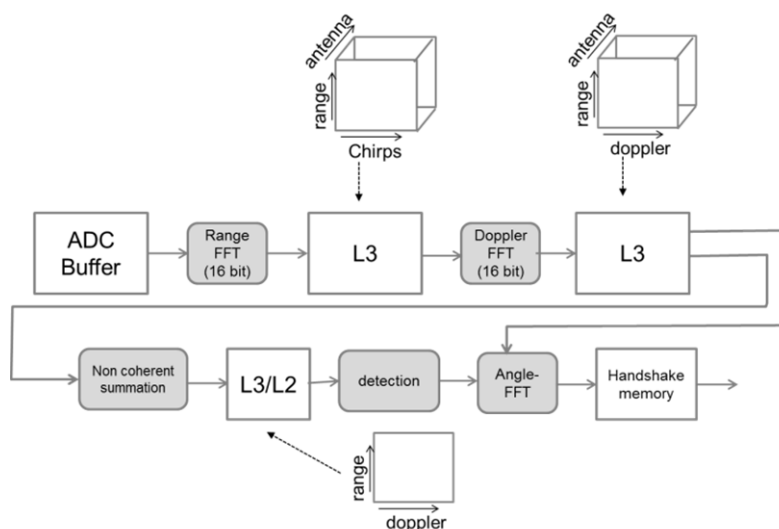 antenna
range
Chirps
antenna
range
doppler
ADC
Buffer
Range
FFT
(16 bit)
L3
Doppler
FFT
(16 bit)
L3
Non coherent
summation
L3/L2
detection
Angle-
FFT
Handshake
memory
range
doppler